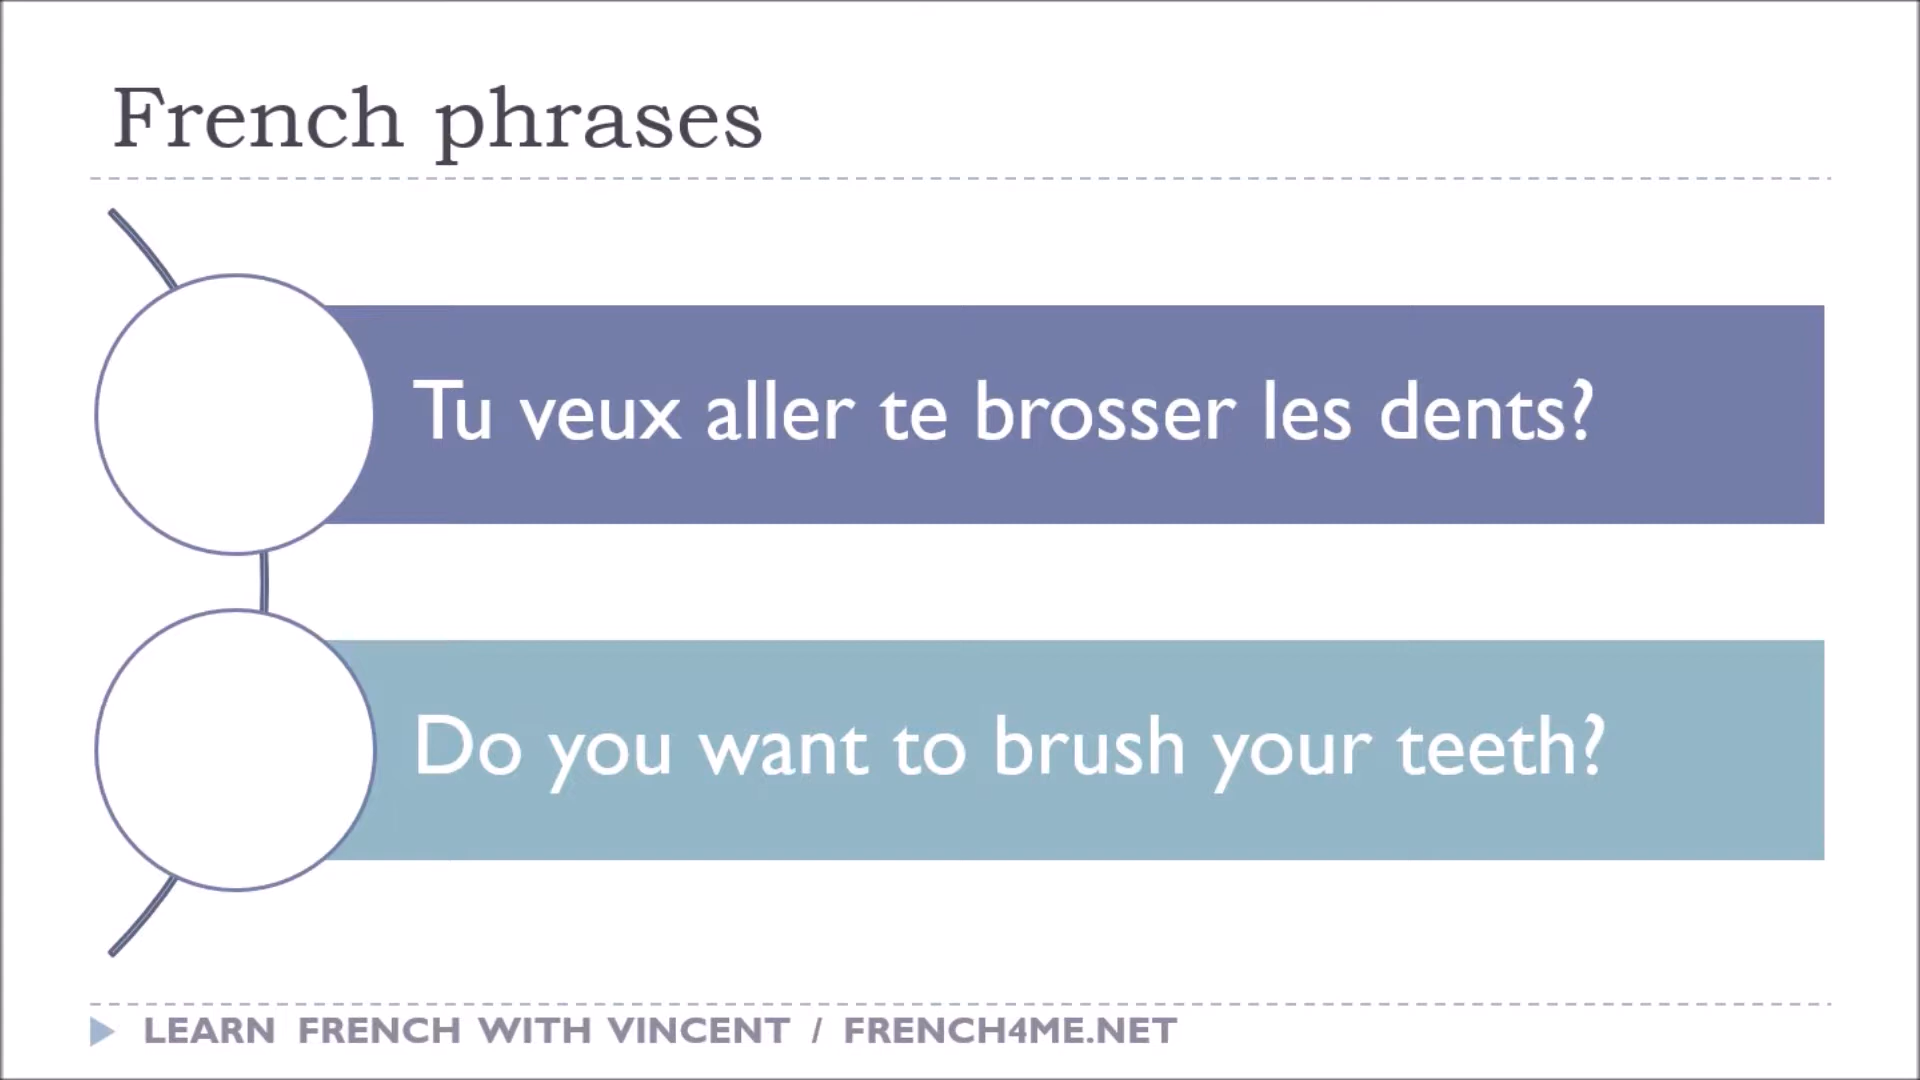 French phrases
Tu veux aller te brosser les dents?
Do you want to brush your teeth?
LEARN FRENCH WITH VINCENT / FRENCH4ME.NET